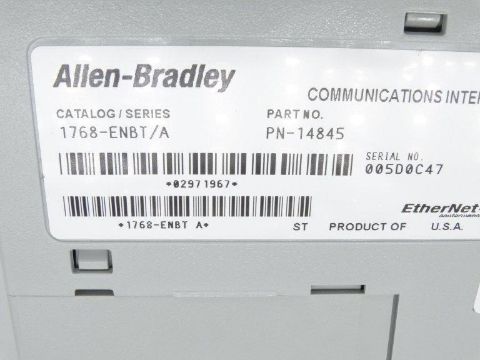 Allen-Bradley
COMMUNICATIONS
CATALOG / SERIES
PART NO.
1768-ENBT/A
PN-14845
SERIAL NO.
005D0C47
*02971967*
EtherNet
*1768-ENBT A*
ST PRODUCT OF U.S.A.